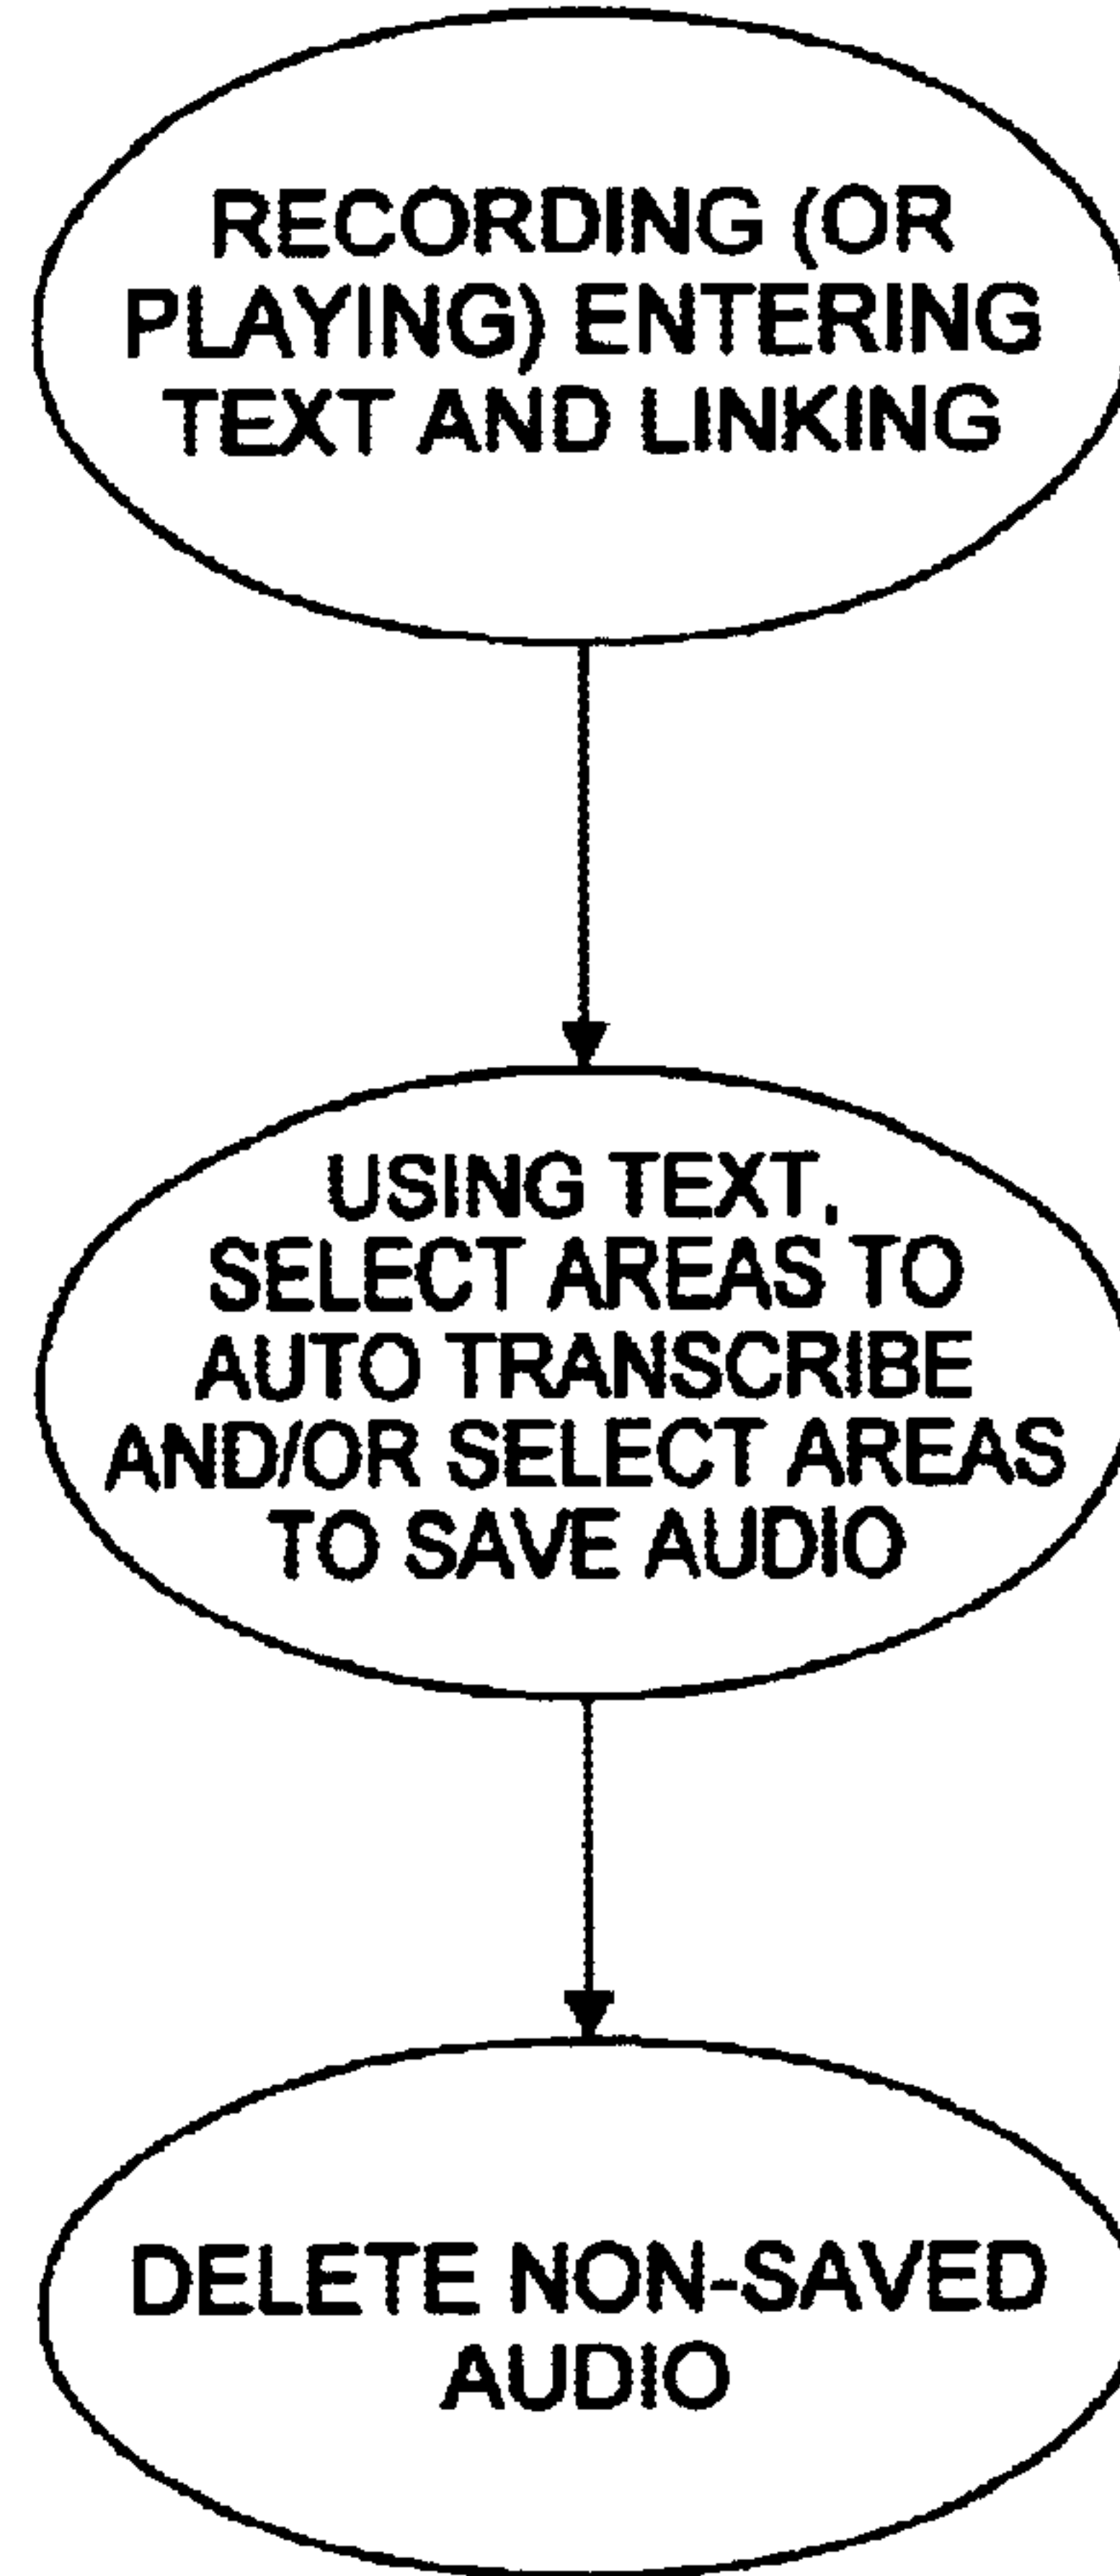 RECORDING (OR
PLAYING) ENTERING
TEXT AND LINKING
USING TEXT,
SELECT AREAS TO
AUTO TRANSCRIBE
AND/OR SELECT AREAS
TO SAVE AUDIO
DELETE NON-SAVED
AUDIO